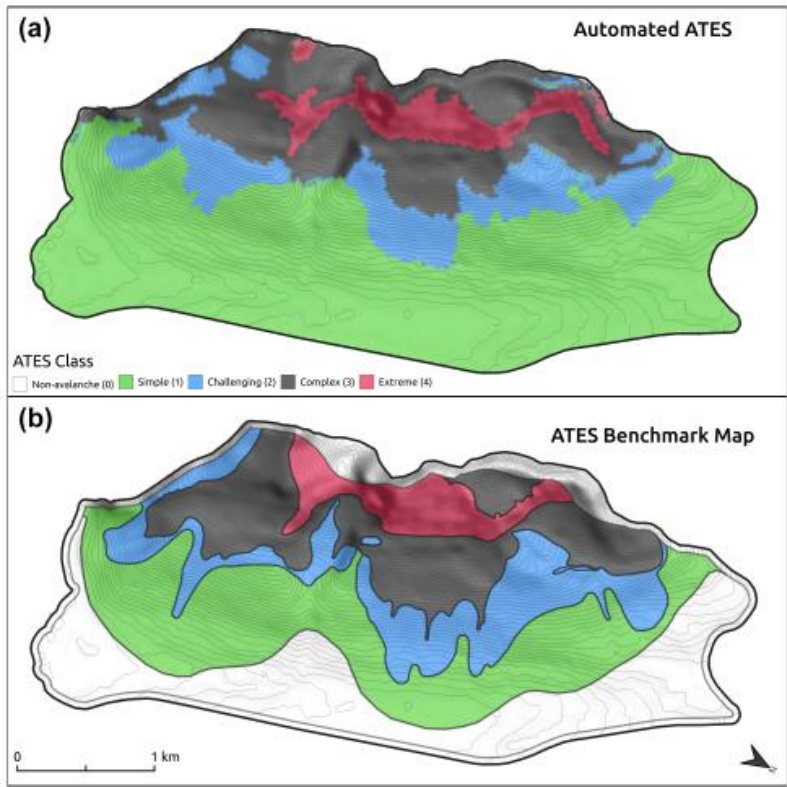 (a)
Automated ATES
ATES Class
Non-avalanche (0) Simple (1) Challenging (2) Complex (3) Extreme (4)
(b)
ATES Benchmark Map
0 1 km